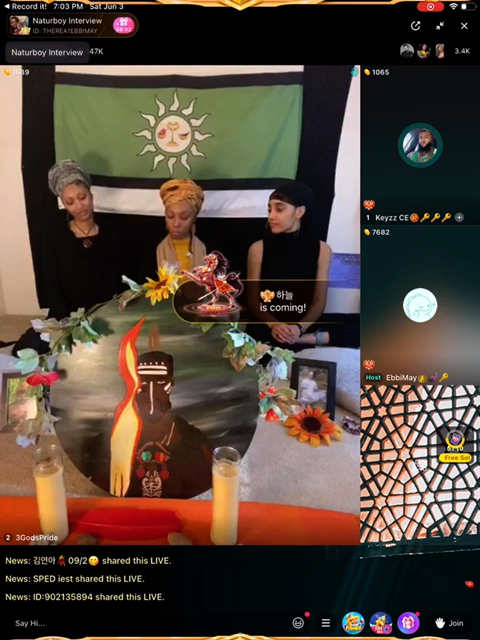 Record it! 7:03 PM Sat Jun 3
Naturboy Interview
ID: THEREA1EBBIMAY
Naturboy Interview
47K
3.4K
1065
1 Keyzz CE
7682
하늘
is coming!
Host EbbiMay
Free Sol
2 3GodsPride
News: 김연아 09/2 shared this LIVE.
News: SPED iest shared this LIVE.
News: ID:902135894 shared this LIVE.
Say Hi...
Join